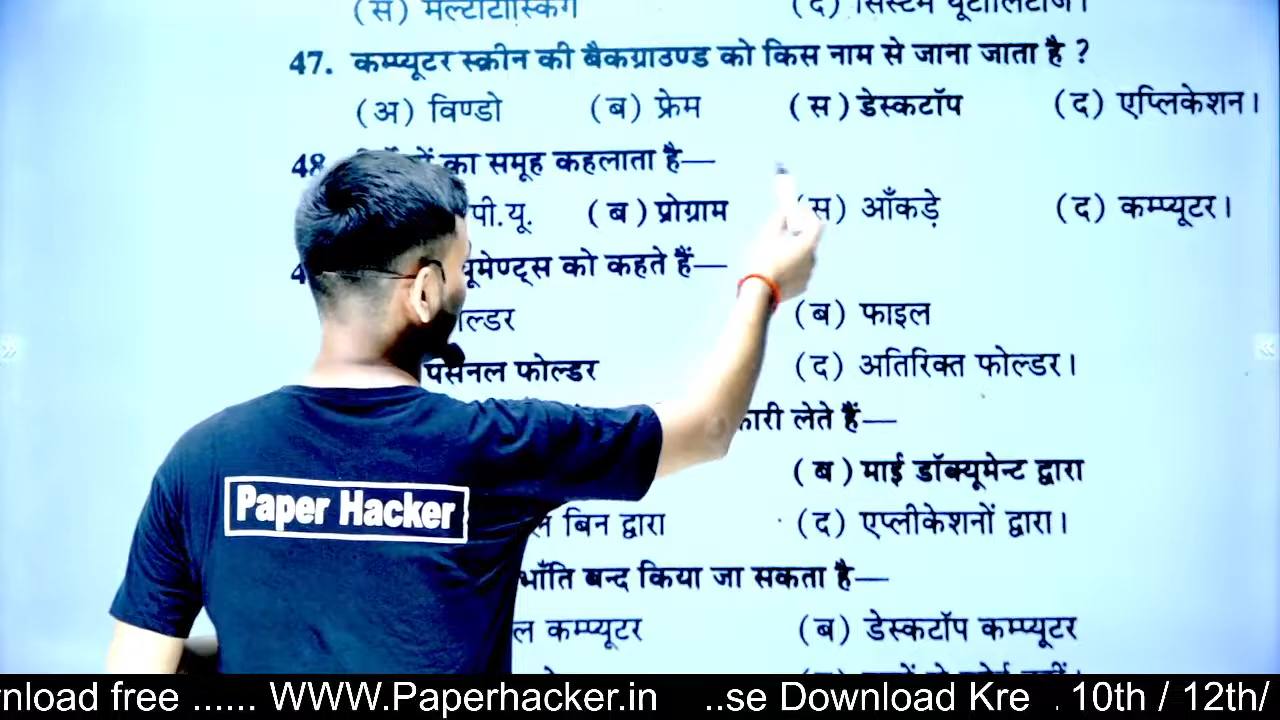 (स) मल्टीटास्किंग (द) सिस्टम यूटीलिटीज।
47. कम्प्यूटर स्क्रीन की बैकग्राउण्ड को किस नाम से जाना जाता है ?
(अ) विण्डो (ब) फ्रेम (स) डेस्कटॉप (द) एप्लिकेशन।
48 का समूह कहलाता है—
पी.यू. (ब) प्रोग्राम (स) आँकड़े (द) कम्प्यूटर।
को कहते हैं—
(ब) फाइल
पर्सनल फोल्डर (द) अतिरिक्त फोल्डर।
लेते हैं—
(ब) माई डॉक्यूमेन्ट द्वारा
बिन द्वारा (द) एप्लीकेशनों द्वारा।
भाँति बन्द किया जा सकता है—
कम्प्यूटर (ब) डेस्कटॉप कम्प्यूटर
Paper Hacker
nload free ...... WWW.Paperhacker.in ..se Download Kre . 10th / 12th/